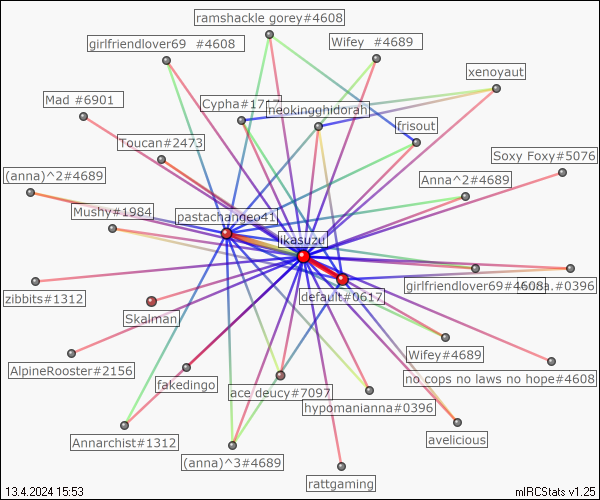 ramshackle gorey#4608
girlfriendlover69 #4608
Wifey #4689
xenoyaut
Mad #6901
Cypha#1717
neokingghidorah
frisout
Toucan#2473
Soxy Foxy#5076
(anna)^2#4689
Anna^2#4689
Mushy#1984
pastachangeo41
ikasuzu
girlfriendlover69#4608
#0396
default#0617
zibbits#1312
Skalman
Wifey#4689
AlpineRooster#2156
no cops no laws no hope#4608
fakedingo
ace deucy#7097
hypomanianna#0396
Annarchist#1312
avelicious
(anna)^3#4689
rattgaming
13.4.2024 15:53
mIRCStats v1.25